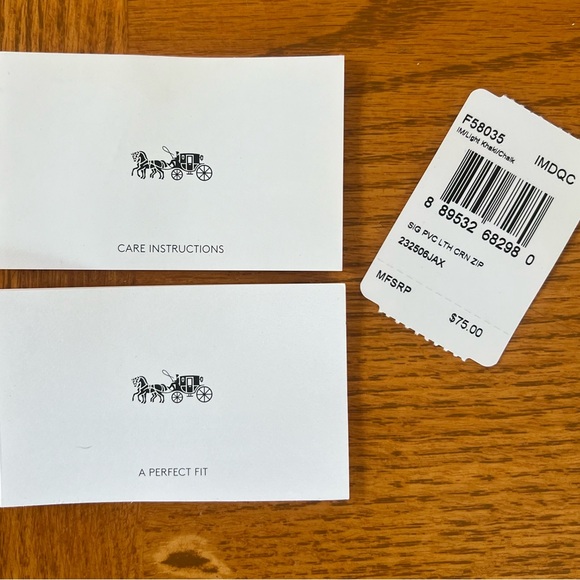 CARE INSTRUCTIONS
A PERFECT FIT
F58035
IM/Light Khaki/Chalk
IMDQC
8 89532 68298 0
SIG PVC LTH CRN ZIP
232506JAX
MFSRP
$75.00